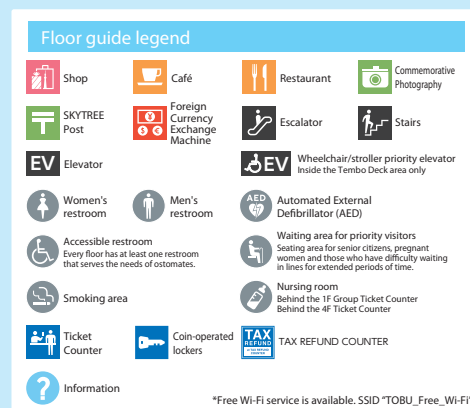 Floor guide legend
Shop
Café
Restaurant
Commemorative
Photography
SKYTREE
Post
Foreign
Currency
Exchange
Machine
Escalator
Stairs
EV
Elevator
EV
Wheelchair/stroller priority elevator
Inside the Tembo Deck area only
Women's
restroom
Men's
restroom
AED
Automated External
Defibrillator (AED)
Accessible restroom
Every floor has at least one restroom
that serves the needs of ostomates.
Waiting area for priority visitors
Seating area for senior citizens, pregnant
women and those who have difficulty waiting
in lines for extended periods of time.
Smoking area
Nursing room
Behind the 1F Group Ticket Counter
Behind the 4F Ticket Counter
Ticket
Counter
Coin-operated
lockers
TAX
REFUND
TAX REFUND COUNTER
?
Information
*Free Wi-Fi service is available. SSID "TOBU_Free_Wi-Fi"